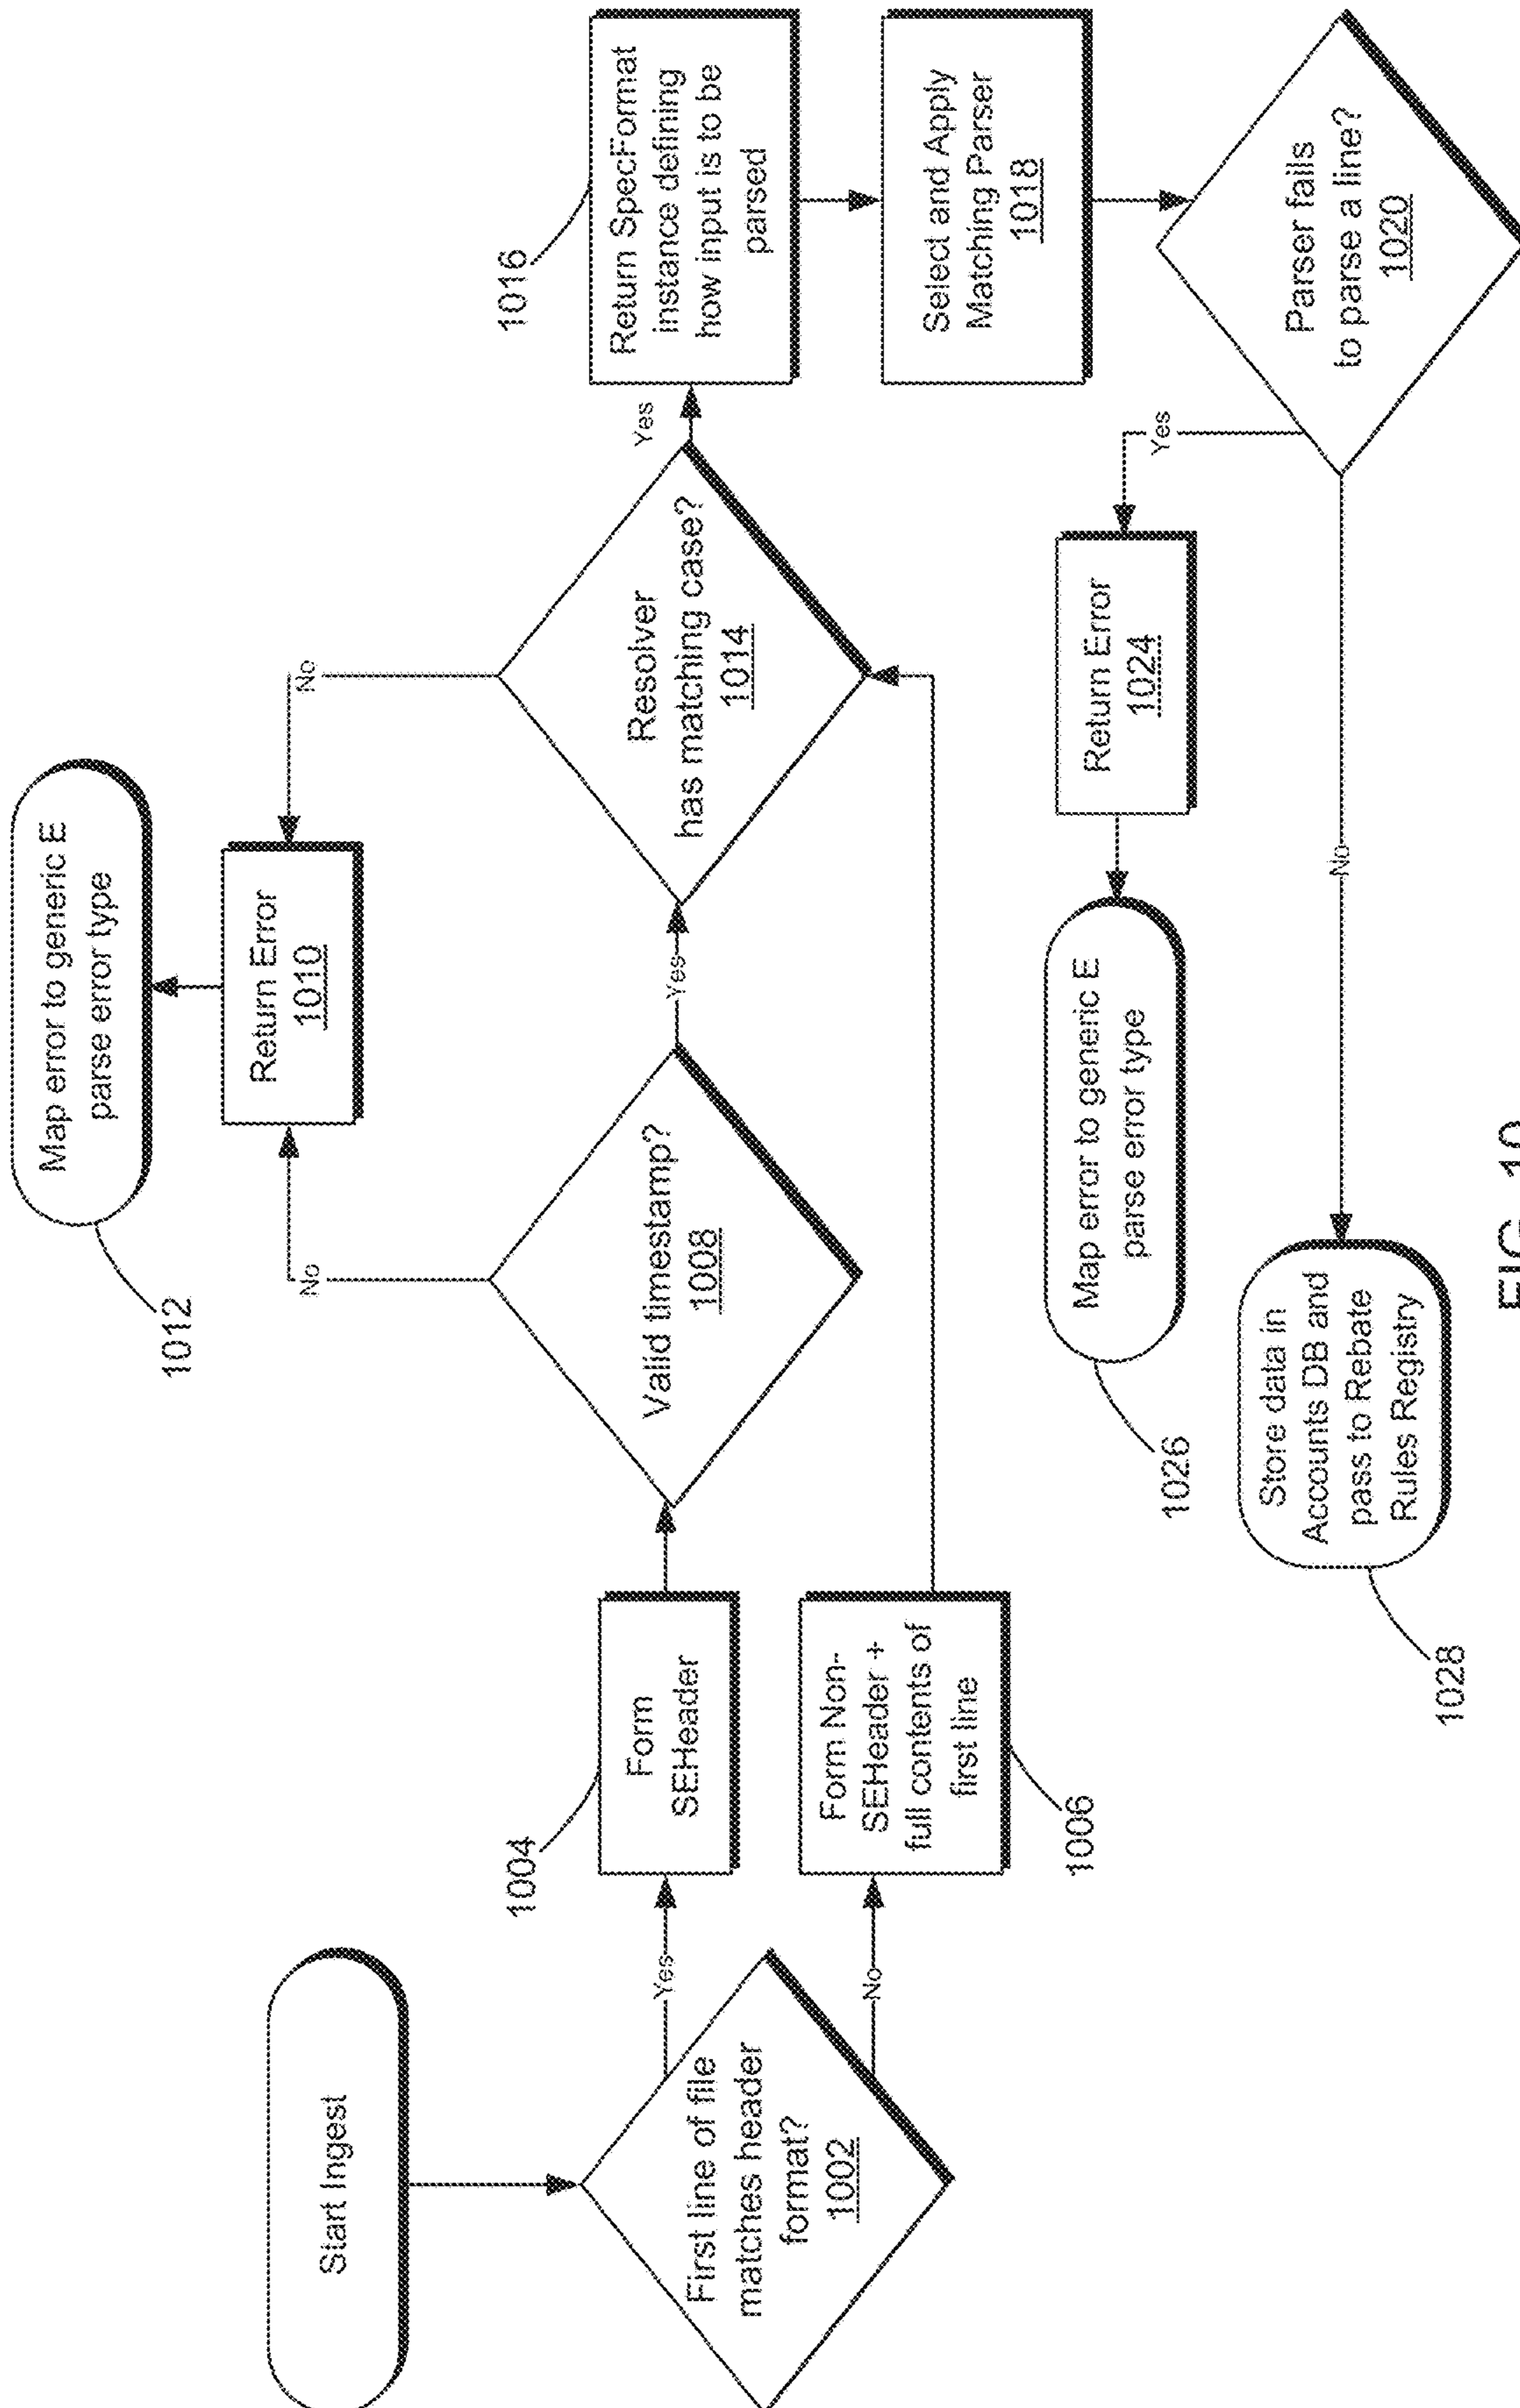 Start Ingest
First line of file
matches header
format?
1002
Yes
No
1004
Form
SEHeader
Form Non-
SEHeader +
full contents of
first line
1006
Valid timestamp?
1008
No
Yes
Return Error
1010
Map error to generic E
parse error type
1012
Resolver
has matching case?
1014
No
Yes
1016
Return SpecFormat
instance defining
how input is to be
parsed
Select and Apply
Matching Parser
1018
Parser fails
to parse a line?
1020
Yes
No
Return Error
1024
Map error to generic E
parse error type
1026
Store data in
Accounts DB and
pass to Rebate
Rules Registry
1028
FIG. 10